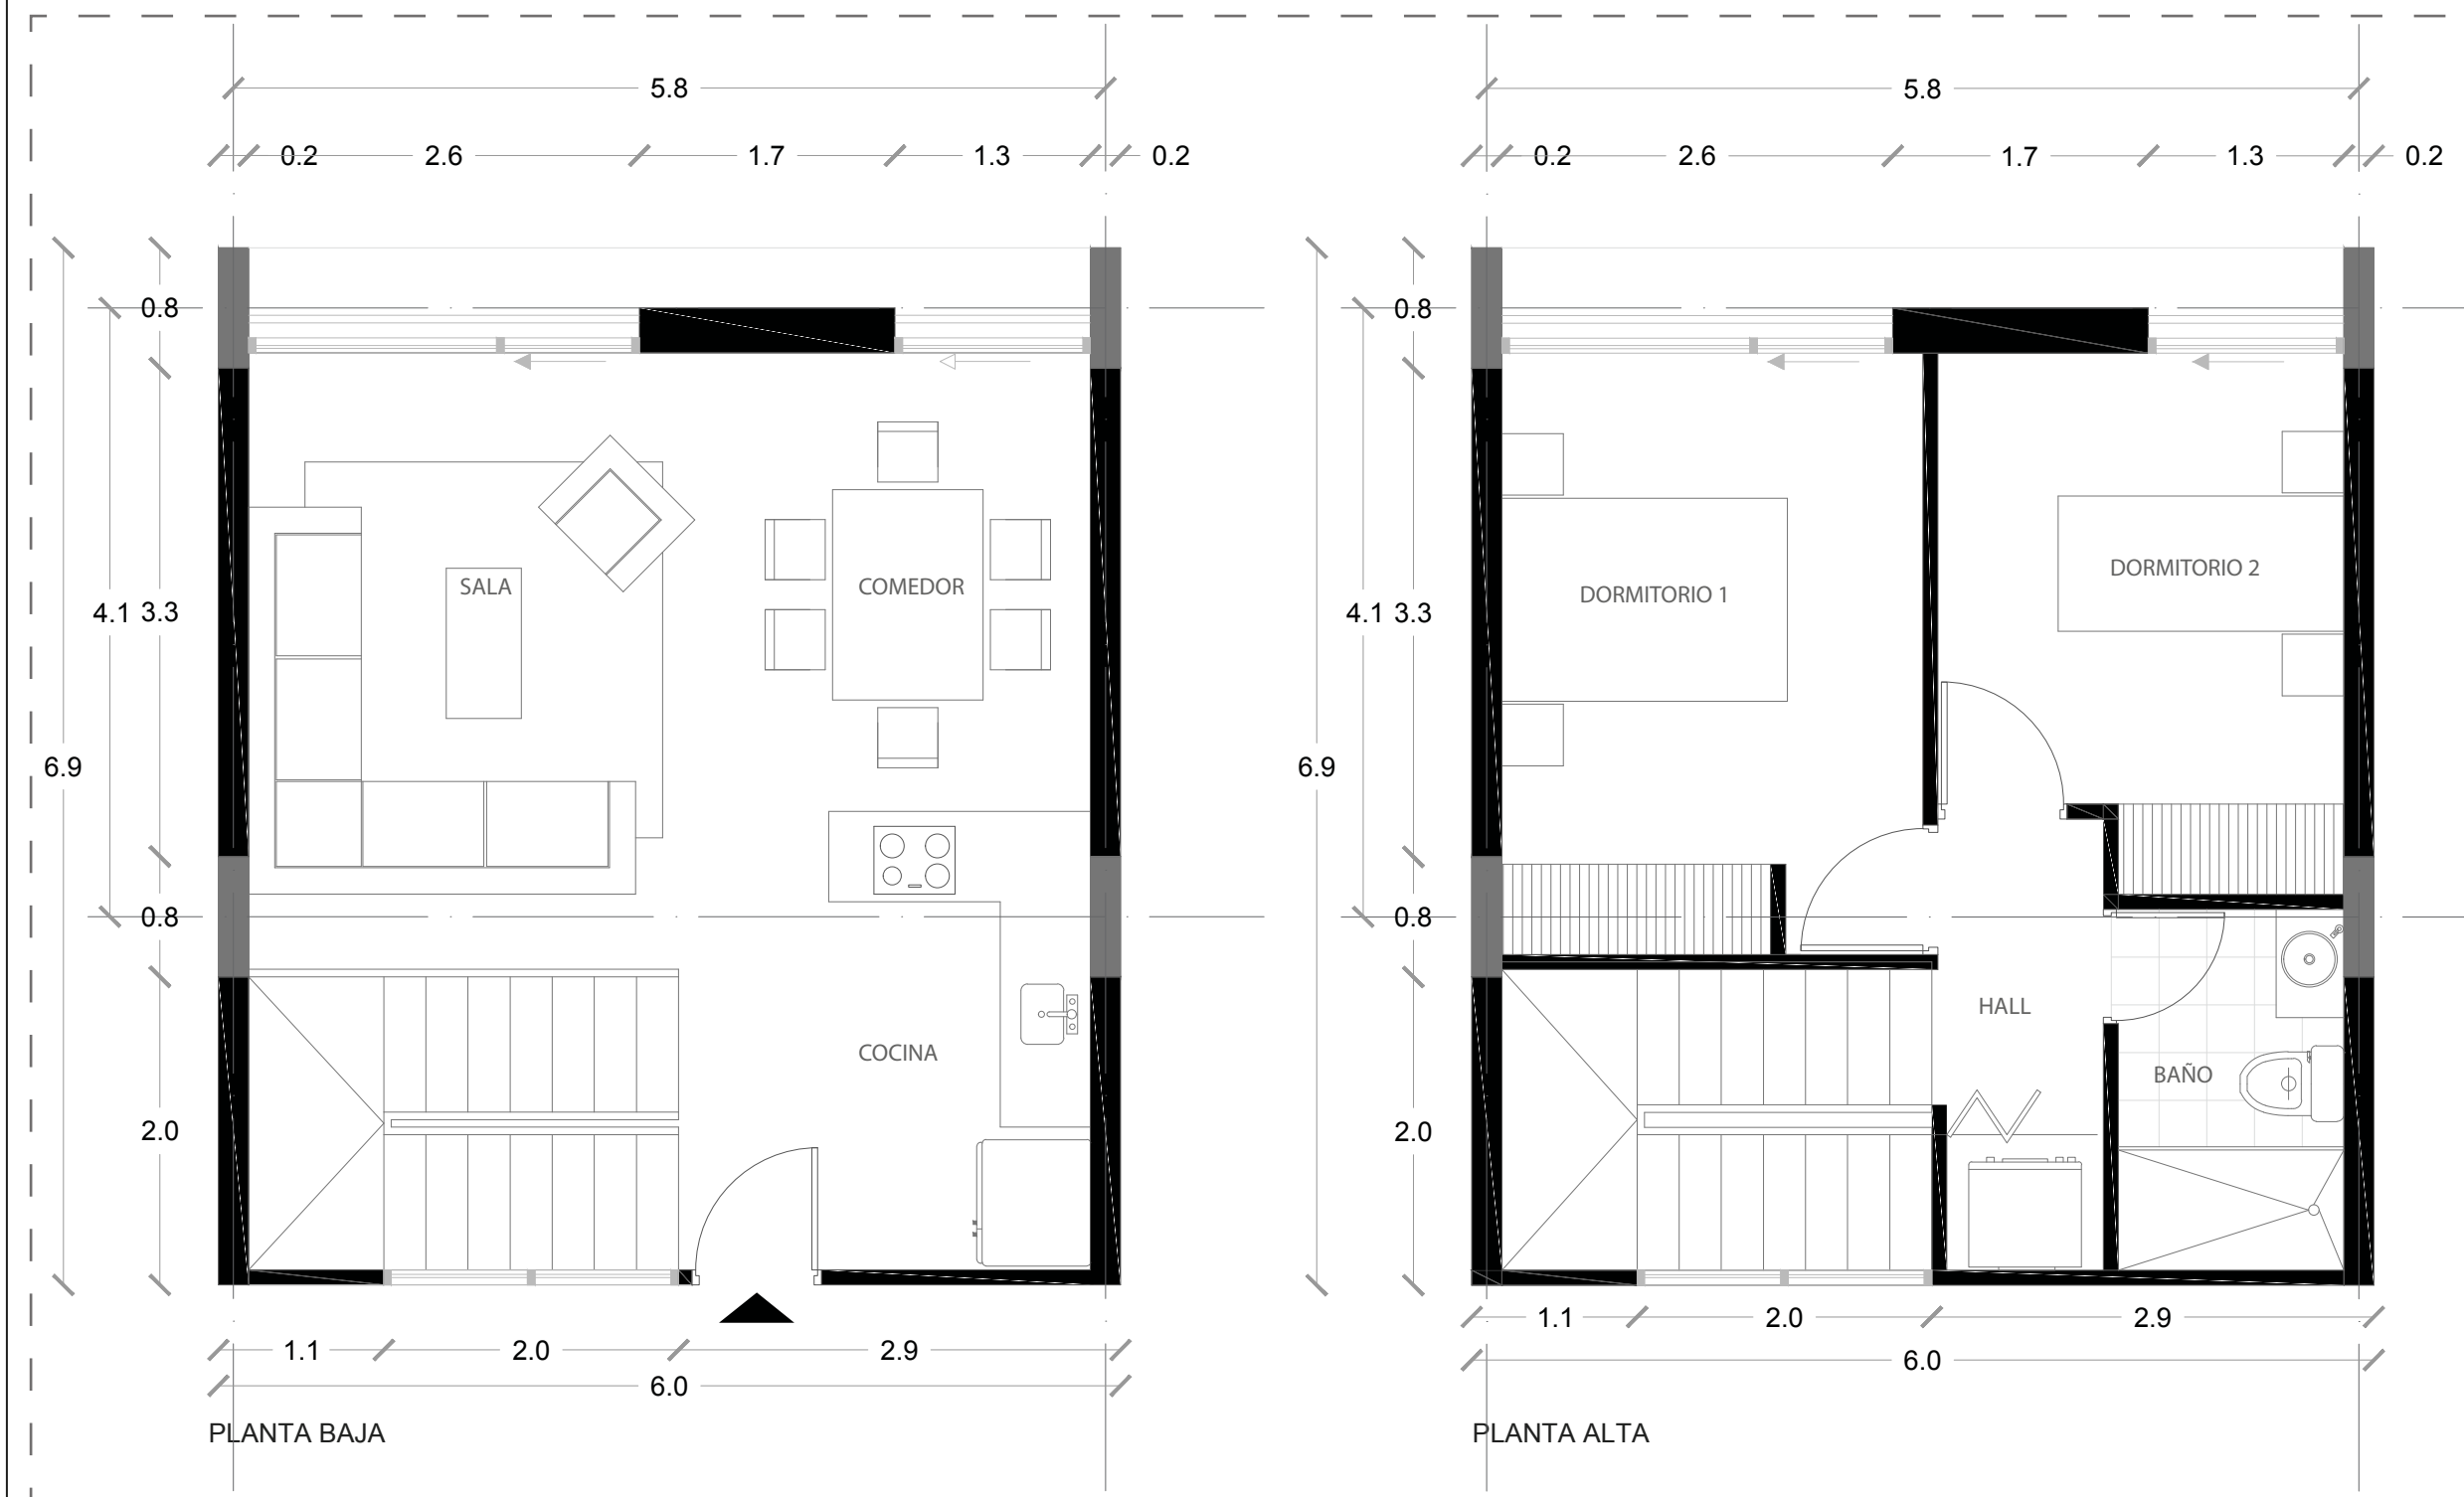 5.8
0.2 2.6 1.7 1.3 0.2
0.8
SALA
COMEDOR
4.1 3.3
6.9
0.8
COCINA
2.0
1.1 2.0 2.9
6.0
PLANTA BAJA
5.8
0.2 2.6 1.7 1.3 0.2
0.8
DORMITORIO 1
DORMITORIO 2
4.1 3.3
6.9
0.8
HALL
BAÑO
2.0
1.1 2.0 2.9
6.0
PLANTA ALTA